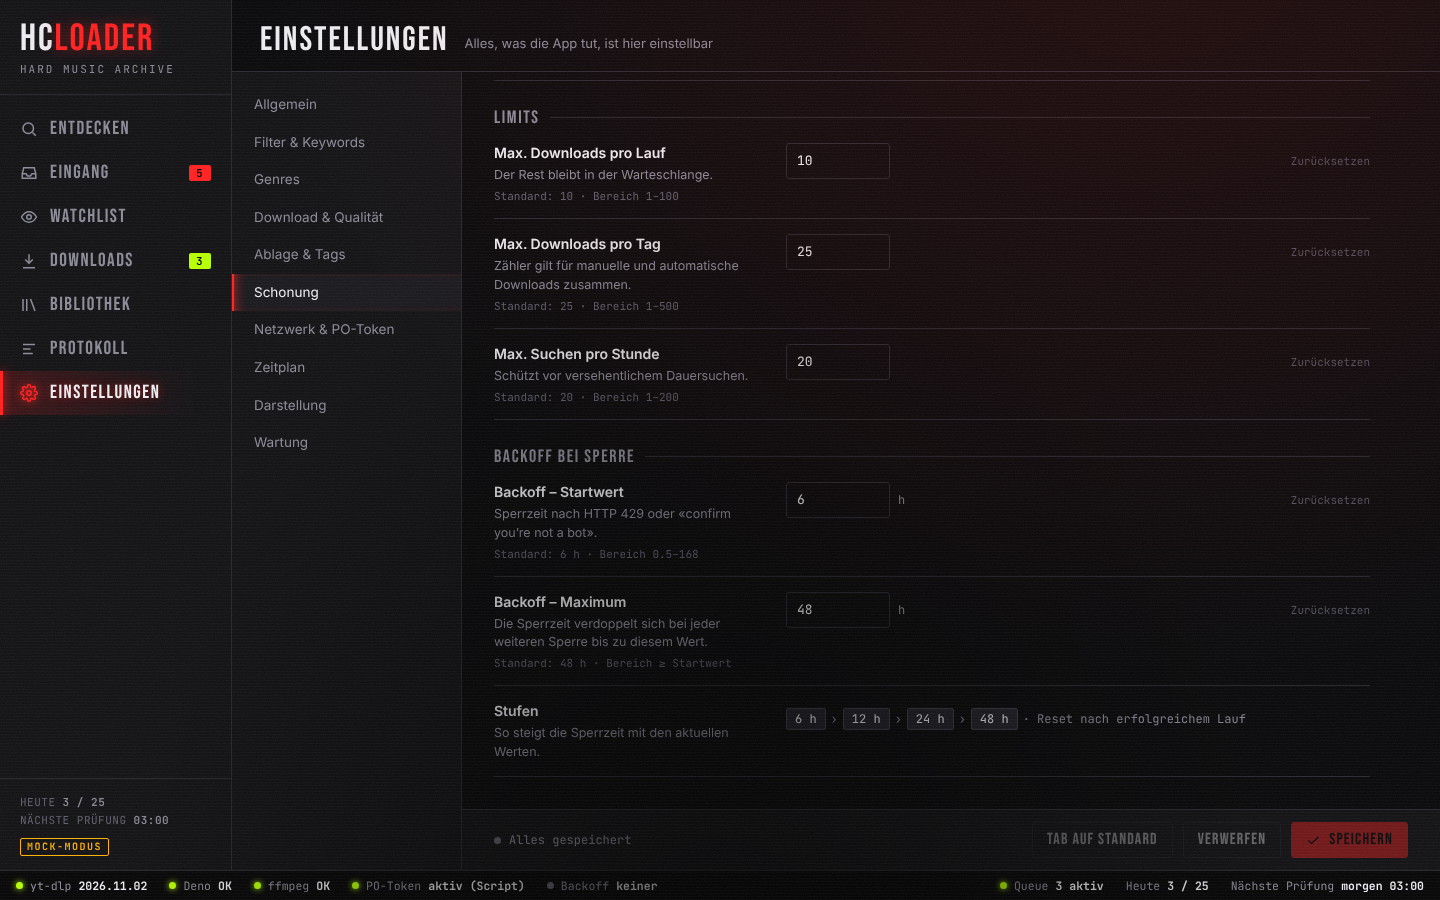 HCLOADER
HARD MUSIC ARCHIVE
ENTDECKEN
EINGANG 5
WATCHLIST
DOWNLOADS 3
BIBLIOTHEK
PROTOKOLL
EINSTELLUNGEN
HEUTE 3 / 25
NÄCHSTE PRÜFUNG 03:00
MOCK-MODUS
EINSTELLUNGEN Alles, was die App tut, ist hier einstellbar
Allgemein
Filter & Keywords
Genres
Download & Qualität
Ablage & Tags
Schonung
Netzwerk & PO-Token
Zeitplan
Darstellung
Wartung
LIMITS
Max. Downloads pro Lauf
Der Rest bleibt in der Warteschlange.
Standard: 10 · Bereich 1–100
10
Zurücksetzen
Max. Downloads pro Tag
Zähler gilt für manuelle und automatische
Downloads zusammen.
Standard: 25 · Bereich 1–500
25
Zurücksetzen
Max. Suchen pro Stunde
Schützt vor versehentlichem Dauersuchen.
Standard: 20 · Bereich 1–200
20
Zurücksetzen
BACKOFF BEI SPERRE
Backoff – Startwert
Sperrzeit nach HTTP 429 oder «confirm
you're not a bot».
Standard: 6 h · Bereich 0.5–168
6 h
Zurücksetzen
Backoff – Maximum
Die Sperrzeit verdoppelt sich bei jeder
weiteren Sperre bis zu diesem Wert.
Standard: 48 h · Bereich ≥ Startwert
48 h
Zurücksetzen
Stufen
So steigt die Sperrzeit mit den aktuellen
Werten.
6 h › 12 h › 24 h › 48 h · Reset nach erfolgreichem Lauf
Alles gespeichert
TAB AUF STANDARD
VERWERFEN
SPEICHERN
yt-dlp 2026.11.02 Deno OK ffmpeg OK PO-Token aktiv (Script) Backoff keiner Queue 3 aktiv Heute 3 / 25 Nächste Prüfung morgen 03:00